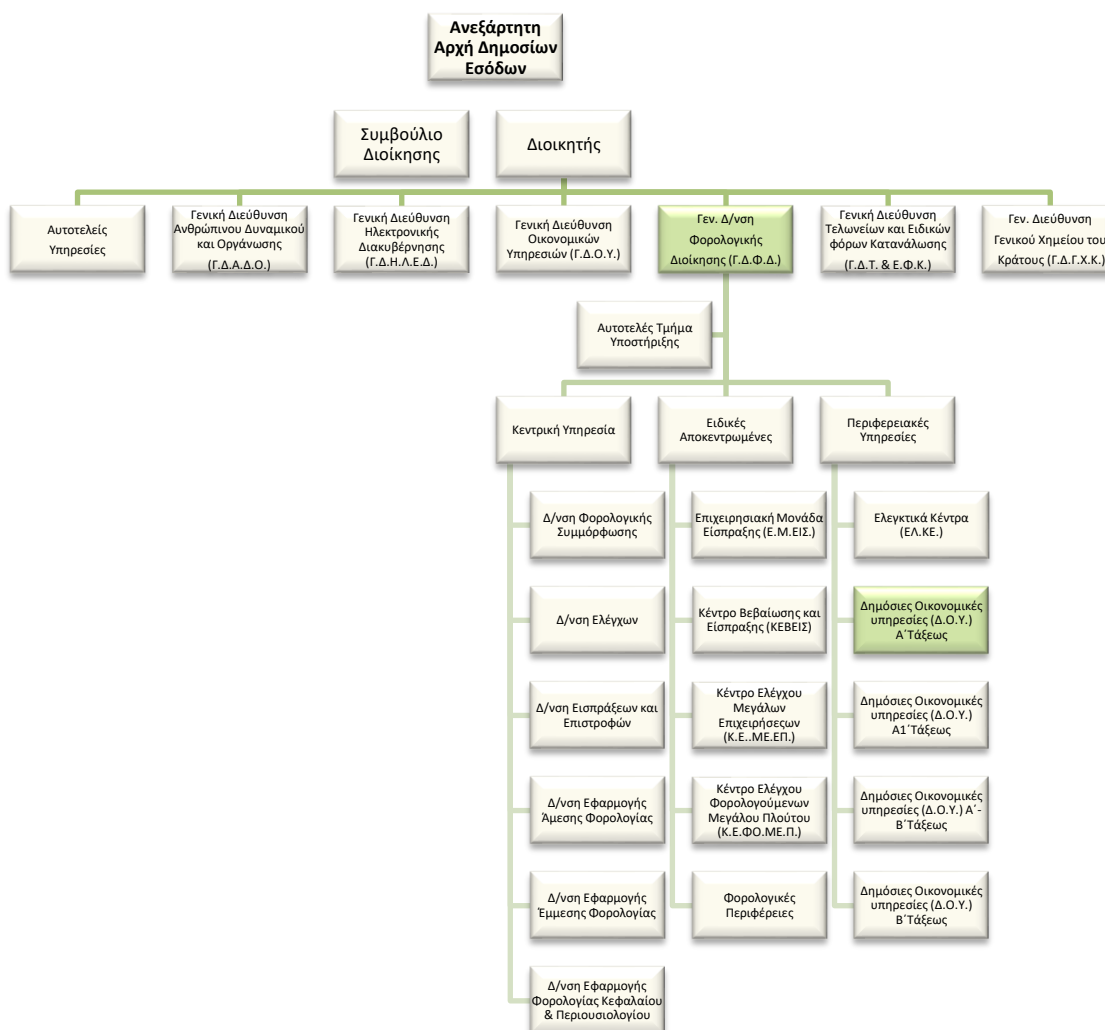 Ανεξάρτητη
Αρχή Δημοσίων
Εσόδων
Συμβούλιο
Διοίκησης
Διοικητής
Αυτοτελείς
Υπηρεσίες
Γενική Διεύθυνση
Ανθρώπινου Δυναμικού
και Οργάνωσης
(Γ.Δ.Α.Δ.Ο.)
Γενική Διεύθυνση
Ηλεκτρονικής
Διακυβέρνησης
(Γ.Δ.Η.Λ.Ε.Δ.)
Γενική Διεύθυνση
Οικονομικών
Υπηρεσιών (Γ.Δ.Ο.Υ.)
Γεν. Δ/νση
Φορολογικής
Διοίκησης (Γ.Δ.Φ.Δ.)
Γενική Διεύθυνση
Τελωνείων και Ειδικών
φόρων Κατανάλωσης
(Γ.Δ.Τ. & Ε.Φ.Κ.)
Γεν. Διεύθυνση
Γενικού Χημείου του
Κράτους (Γ.Δ.Γ.Χ.Κ.)
Αυτοτελές Τμήμα
Υποστήριξης
Κεντρική Υπηρεσία
Ειδικές
Αποκεντρωμένες
Περιφερειακές
Υπηρεσίες
Δ/νση Φορολογικής
Συμμόρφωσης
Επιχειρησιακή Μονάδα
Είσπραξης (Ε.Μ.ΕΙΣ.)
Ελεγκτικά Κέντρα
(ΕΛ.ΚΕ.)
Δ/νση Ελέγχων
Κέντρο Βεβαίωσης και
Είσπραξης (ΚΕΒΕΙΣ)
Δημόσιες Οικονομικές
υπηρεσίες (Δ.Ο.Υ.)
Α΄Τάξεως
Δ/νση Εισπράξεων και
Επιστροφών
Κέντρο Ελέγχου
Μεγάλων
Επιχειρήσεςων
(Κ.Ε..ΜΕ.ΕΠ.)
Δημόσιες Οικονομικές
υπηρεσίες (Δ.Ο.Υ.)
Α1΄Τάξεως
Δ/νση Εφαρμογής
Άμεσης Φορολογίας
Κέντρο Ελέγχου
Φορολογούμενων
Μεγάλου Πλούτου
(Κ.Ε.ΦΟ.ΜΕ.Π.)
Δημόσιες Οικονομικές
υπηρεσίες (Δ.Ο.Υ.) Α΄-
Β΄Τάξεως
Δ/νση Εφαρμογής
Έμμεσης Φορολογίας
Φορολογικές
Περιφέρειες
Δημόσιες Οικονομικές
υπηρεσίες (Δ.Ο.Υ.)
Β΄Τάξεως
Δ/νση Εφαρμογής
Φορολογίας Κεφαλαίου
& Περιουσιολογίου